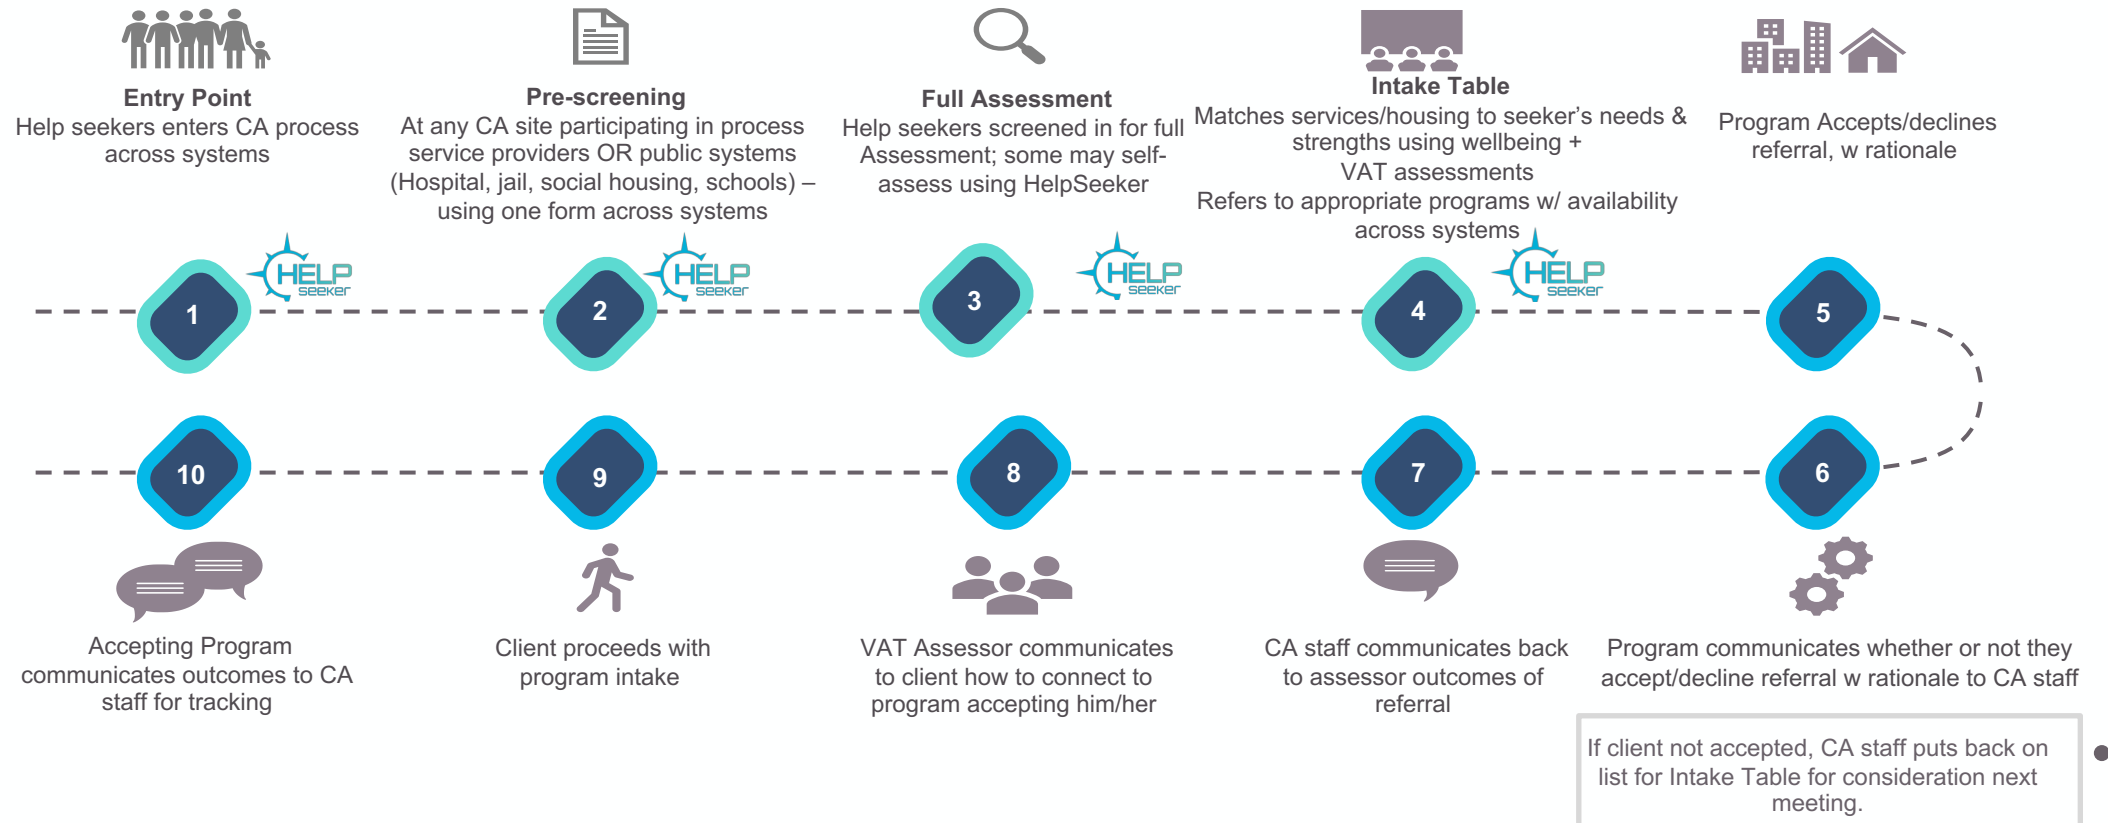 Entry Point
Help seekers enters CA process
across systems
Pre-screening
At any CA site participating in process
service providers OR public systems
(Hospital, jail, social housing, schools) –
using one form across systems
Full Assessment
Help seekers screened in for full
Assessment; some may self-
assess using HelpSeeker
Intake Table
Matches services/housing to seeker's needs &
strengths using wellbeing +
VAT assessments
Refers to appropriate programs w/ availability
across systems
Program Accepts/declines
referral, w rationale
HELP
seeker
HELP
seeker
HELP
seeker
HELP
seeker
1
2
3
4
5
10
9
8
7
6
Accepting Program
communicates outcomes to CA
staff for tracking
Client proceeds with
program intake
VAT Assessor communicates
to client how to connect to
program accepting him/her
CA staff communicates back
to assessor outcomes of
referral
Program communicates whether or not they
accept/decline referral w rationale to CA staff
If client not accepted, CA staff puts back on
list for Intake Table for consideration next
meeting.